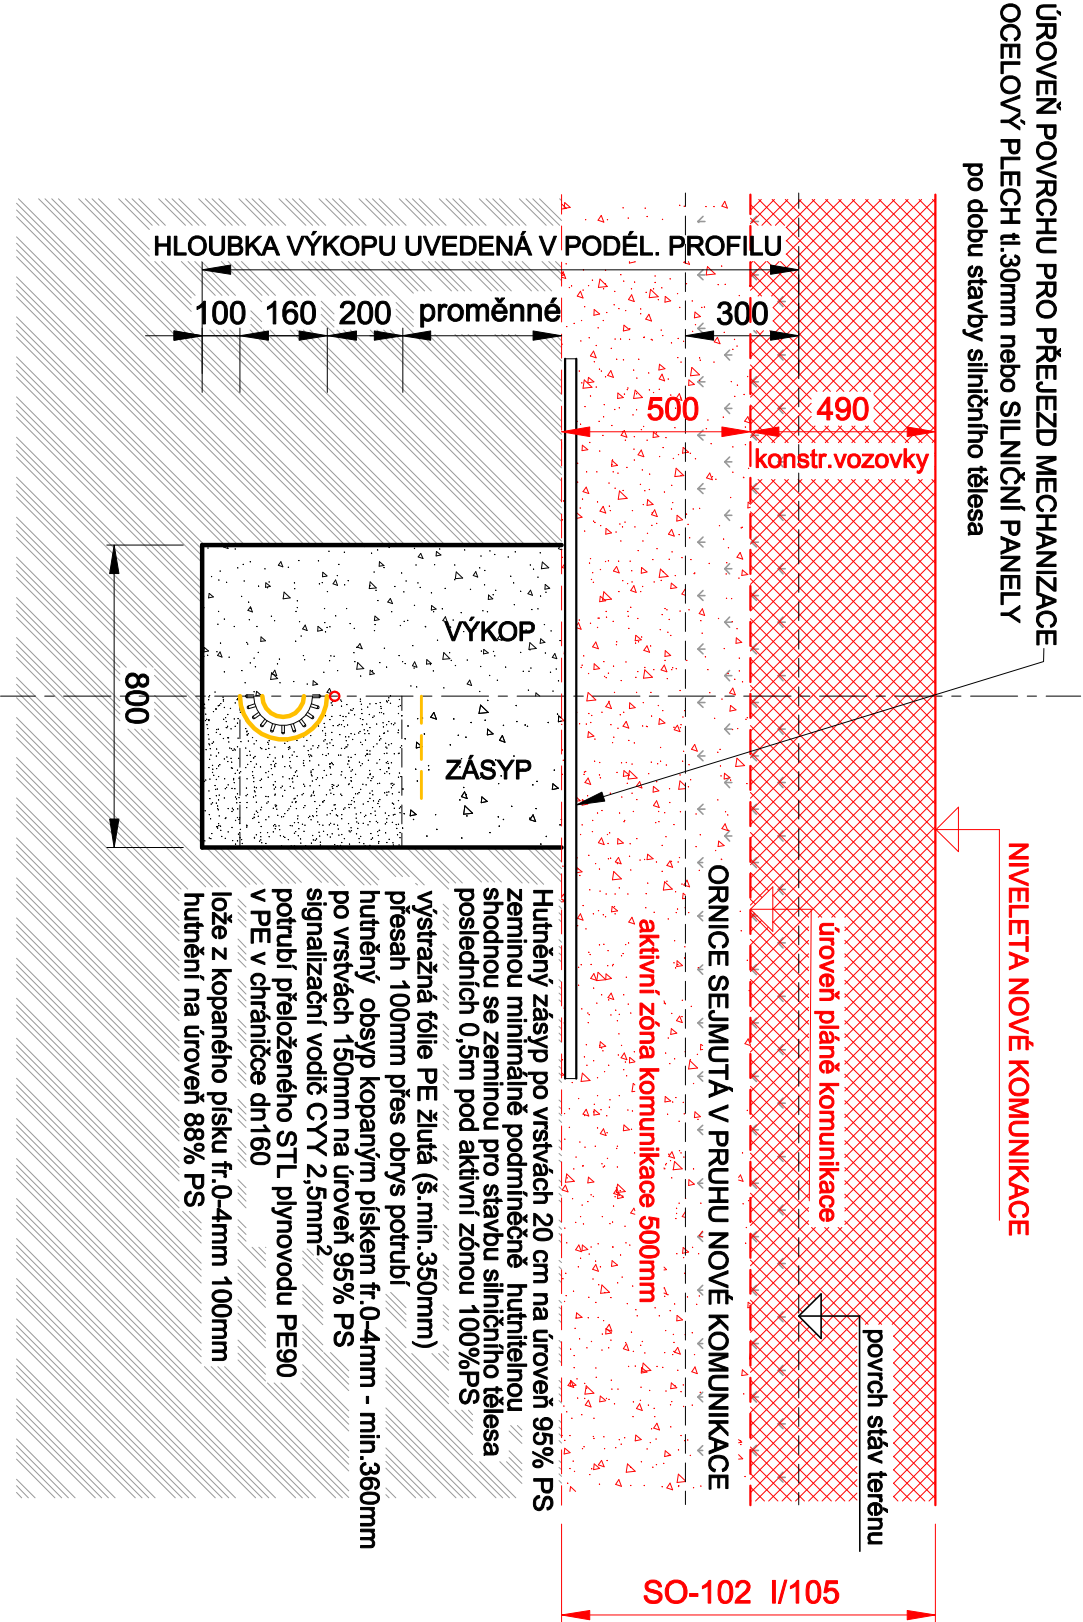 ÚROVEŇ POVRCHU PRO PŘEJEZD MECHANIZACE
OCELOVÝ PLECH tl.30mm nebo SILNIČNÍ PANELY
po dobu stavby silničního tělesa
NIVELETA NOVÉ KOMUNIKACE
povrch stáv terénu
úroveň pláně komunikace
ORNICE SEJMUTÁ V PRUHU NOVÉ KOMUNIKACE
aktivní zóna komunikace 500mm
HLOUBKA VÝKOPU UVEDENÁ V PODÉL. PROFILU
100
160
200
proměnné
300
500
490
konstr.vozovky
VÝKOP
ZÁSYP
800
Hutněný zásyp po vrstvách 20 cm na úroveň 95% PS
zeminou minimálně podmíněčně hutnitelnou
shodnou se zeminou pro stavbu silničního tělesa
posledních 0,5m pod aktivní zónou 100%PS
výstražná fólie PE žlutá (š.min.350mm)
přesah 100mm přes obrys potrubí
hutněný obsyp kopaným pískem fr.0-4mm - min.360mm
po vrstvách 150mm na úroveň 95% PS
signalizační vodič CYY 2,5mm²
potrubí přeloženého STL plynovodu PE90
v PE v chráničce dn160
lože z kopaného písku fr.0-4mm 100mm
hutnění na úroveň 88% PS
SO-102 I/105